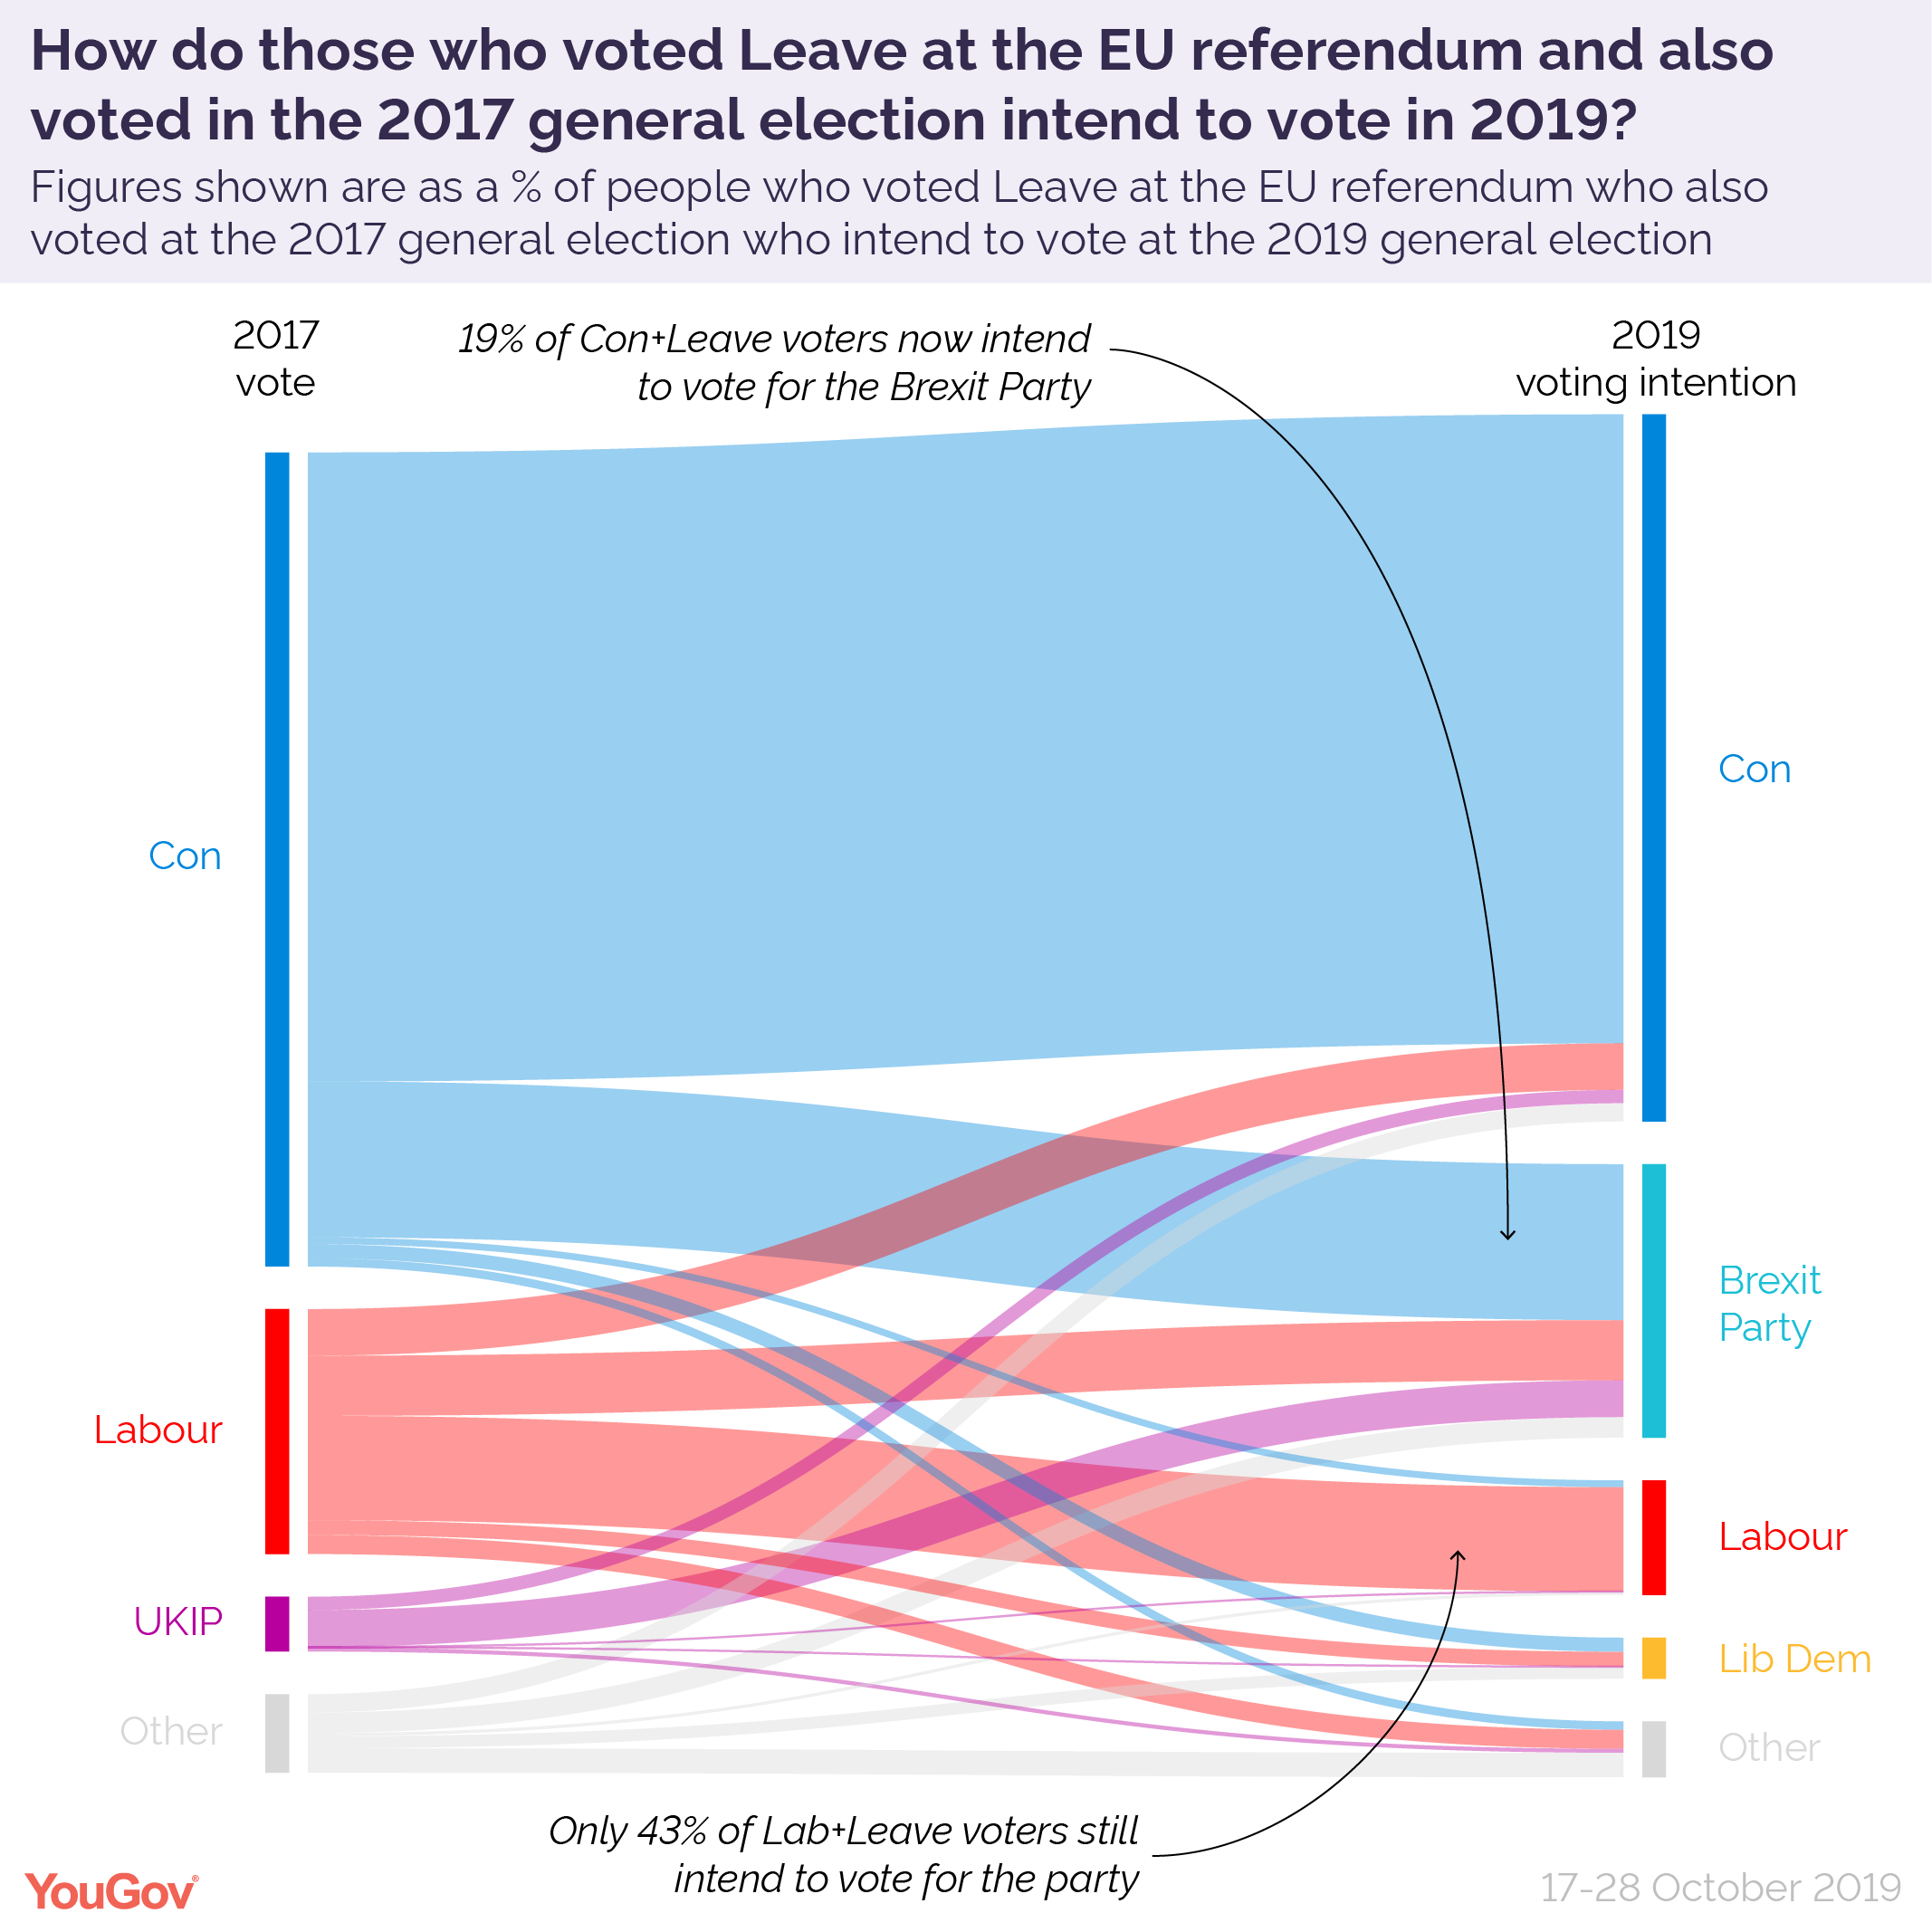 How do those who voted Leave at the EU referendum and also
voted in the 2017 general election intend to vote in 2019?
Figures shown are as a % of people who voted Leave at the EU referendum who also
voted at the 2017 general election who intend to vote at the 2019 general election
2017
vote
19% of Con+Leave voters now intend
to vote for the Brexit Party
2019
voting intention
Con
Labour
UKIP
Other
Con
Brexit
Party
Labour
Lib Dem
Other
Only 43% of Lab+Leave voters still
intend to vote for the party
YouGov®
17-28 October 2019